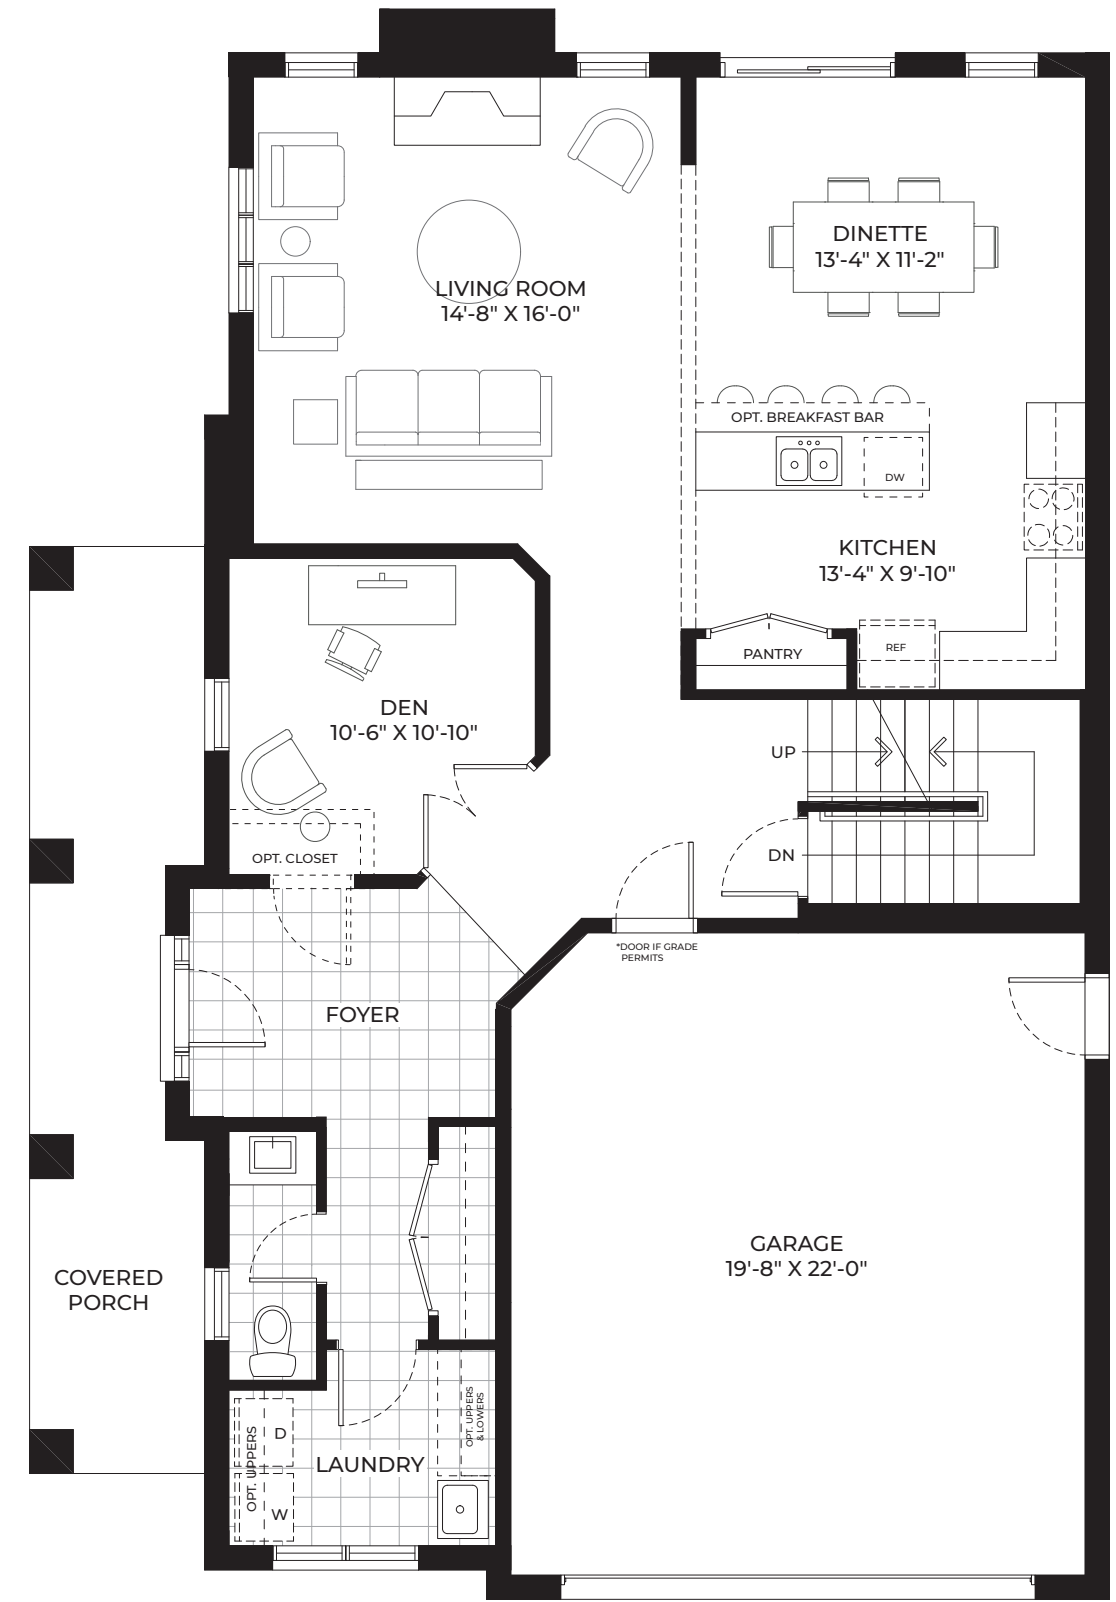 DINETTE
13'-4" X 11'-2"
LIVING ROOM
14'-8" X 16'-0"
OPT. BREAKFAST BAR
DW
KITCHEN
13'-4" X 9'-10"
PANTRY
REF
DEN
10'-6" X 10'-10"
UP
DN
OPT. CLOSET
*DOOR IF GRADE
PERMITS
FOYER
GARAGE
19'-8" X 22'-0"
COVERED
PORCH
OPT. UPPERS
& LOWERS
OPT. UPPERS
D
W
LAUNDRY